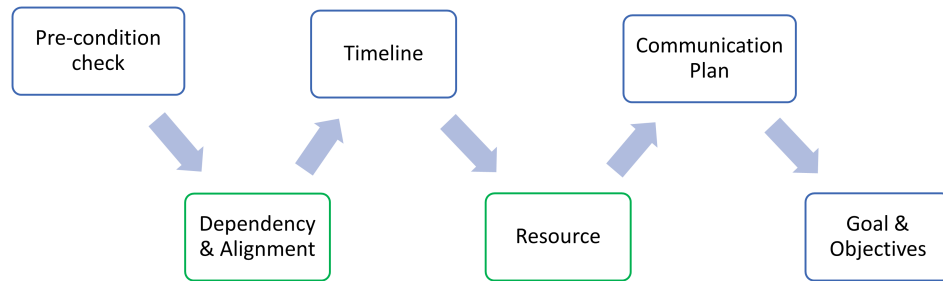 Pre-condition
check
Dependency
& Alignment
Timeline
Resource
Communication
Plan
Goal &
Objectives